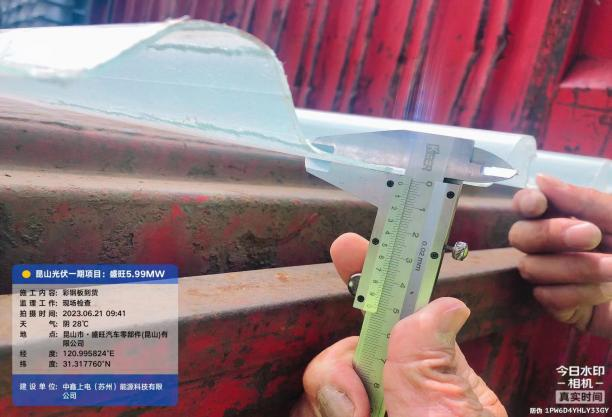 昆山光伏一期项目：盛旺5.99MW
施工内容: 彩钢板到货
监理工作: 现场检查
拍摄时间: 2023.06.21 09:41
天气: 阴 28℃
地点: 昆山市·盛旺汽车零部件(昆山)有
限公司
经度: 120.995824°E
纬度: 31.317760°N
建设单位: 中鑫上电（苏州）能源科技有限
公司
0.02mm
今日水印
相机
真实时间
防伪 1PW6D4YHLY5SGY